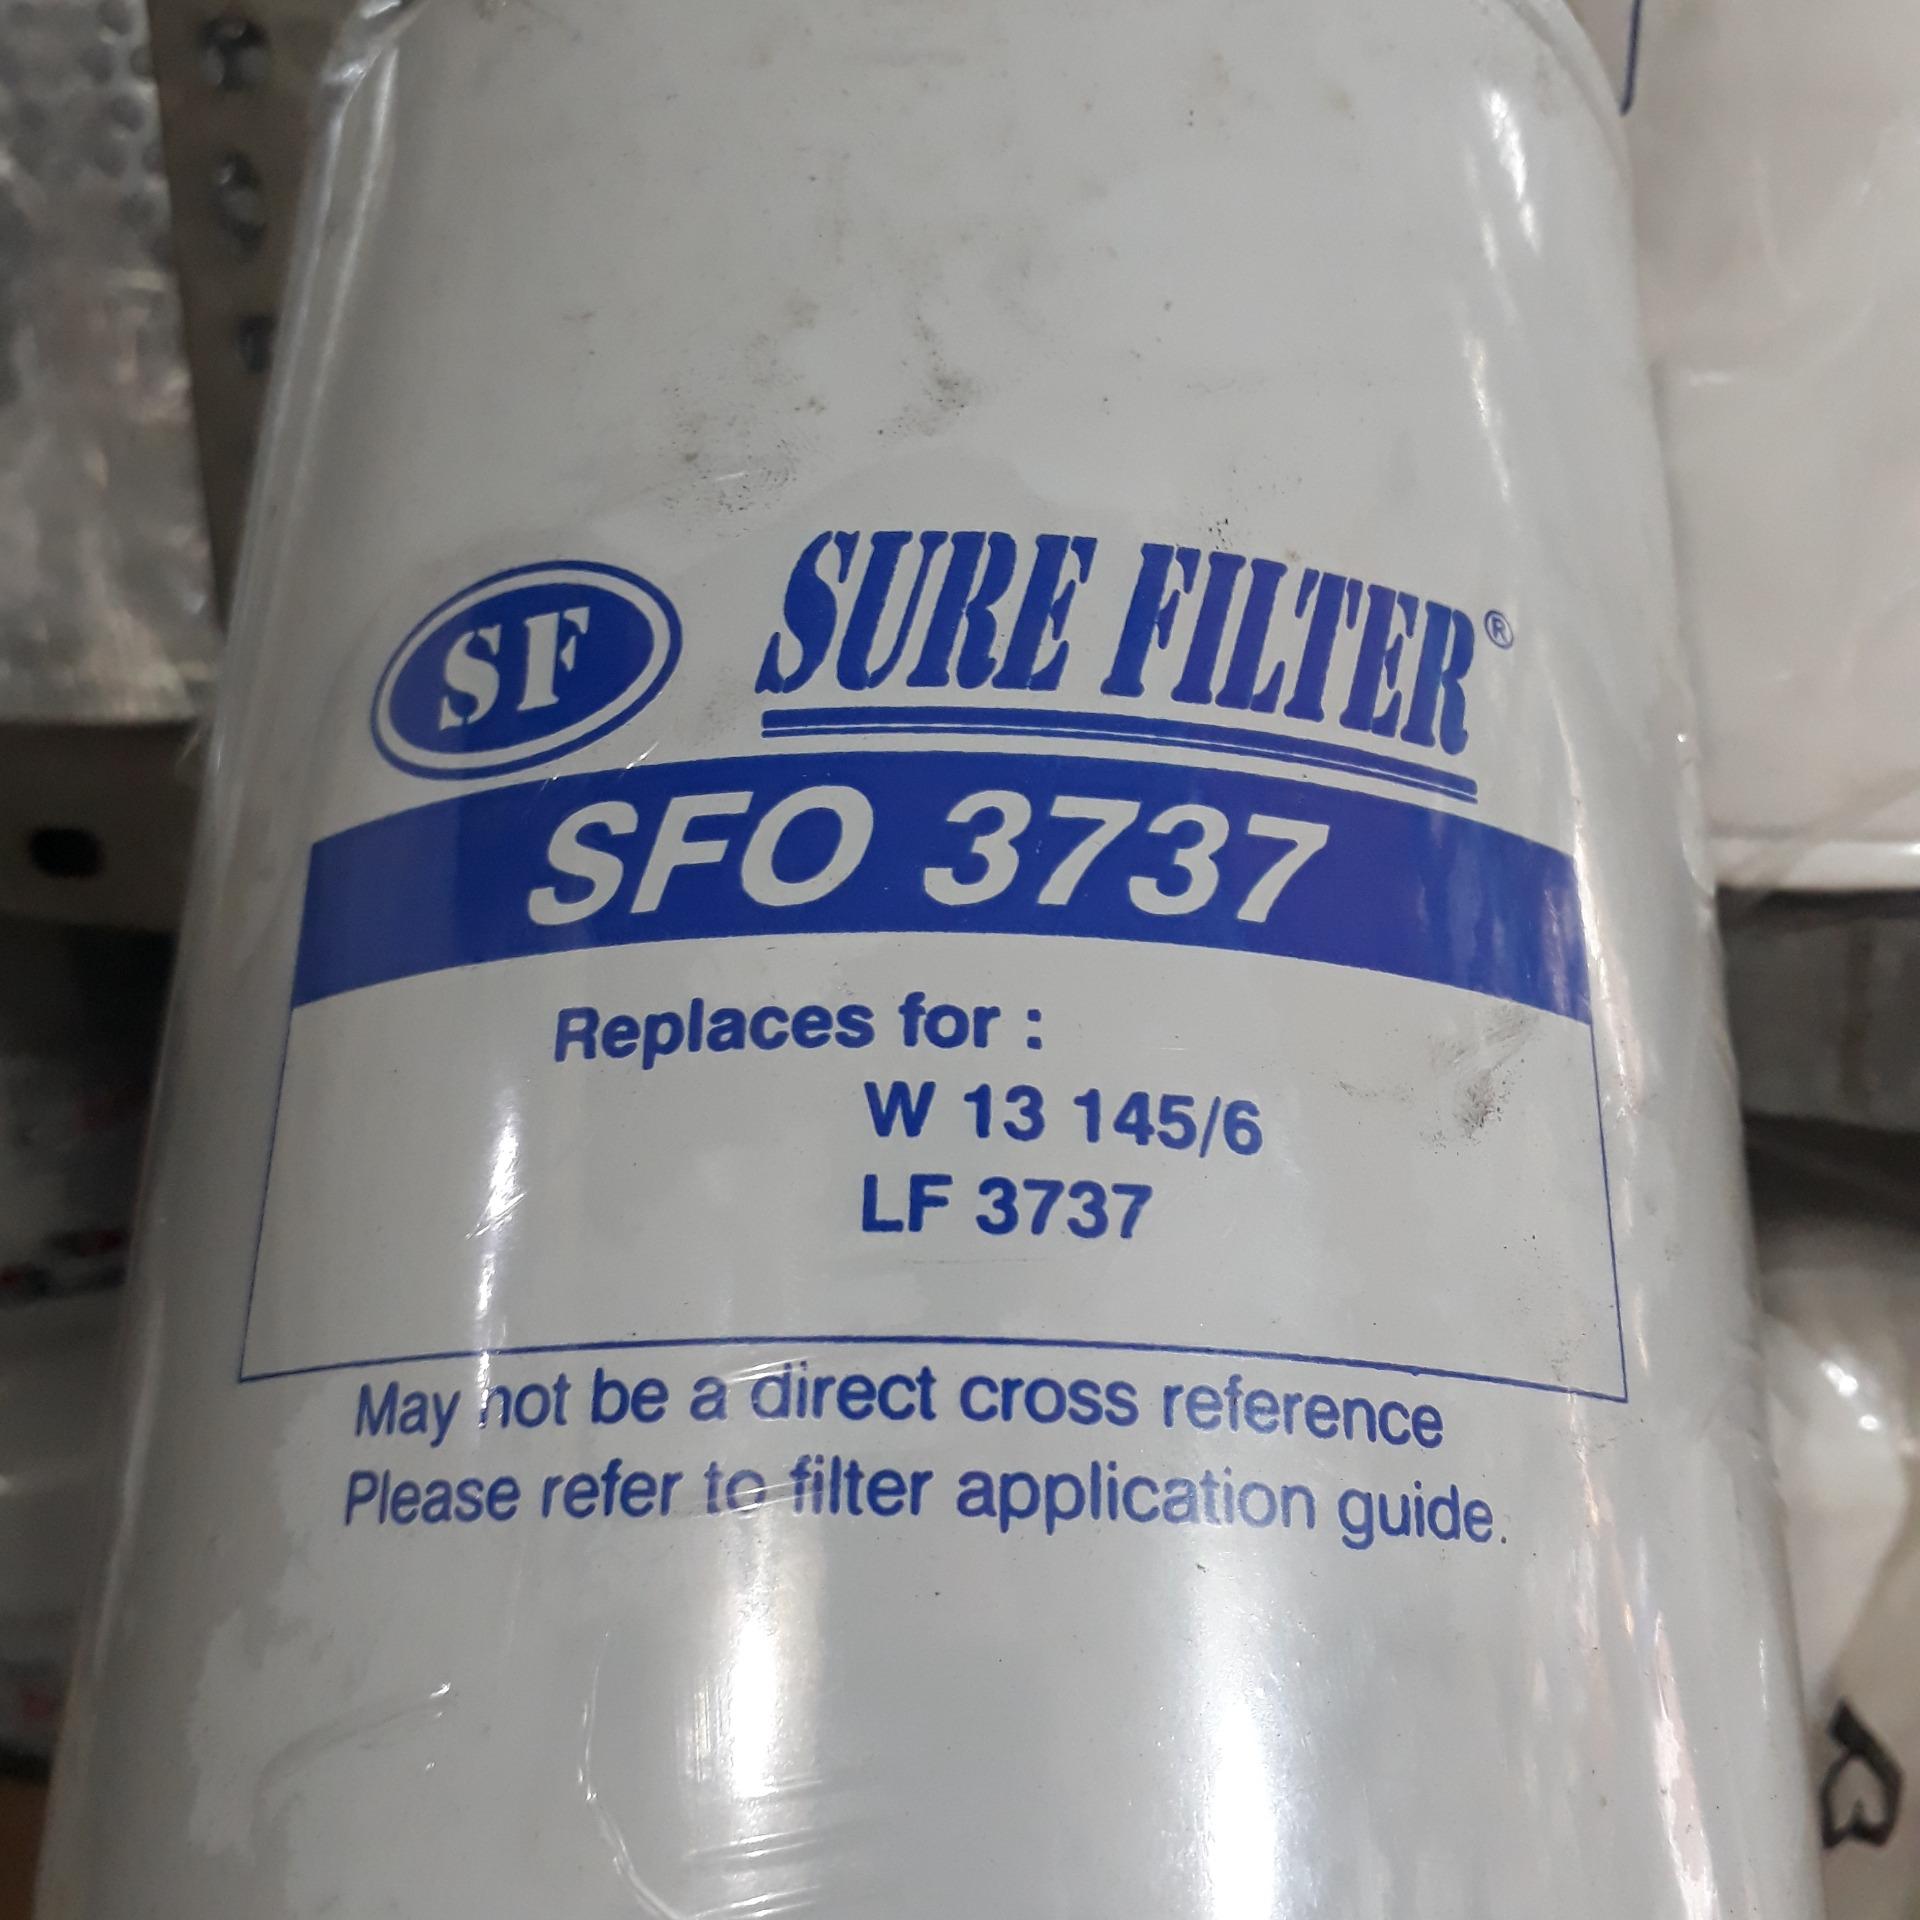 SF SURE FILTER®
SFO 3737
Replaces for :
W 13 145/6
LF 3737
May not be a direct cross reference
Please refer to filter application guide.